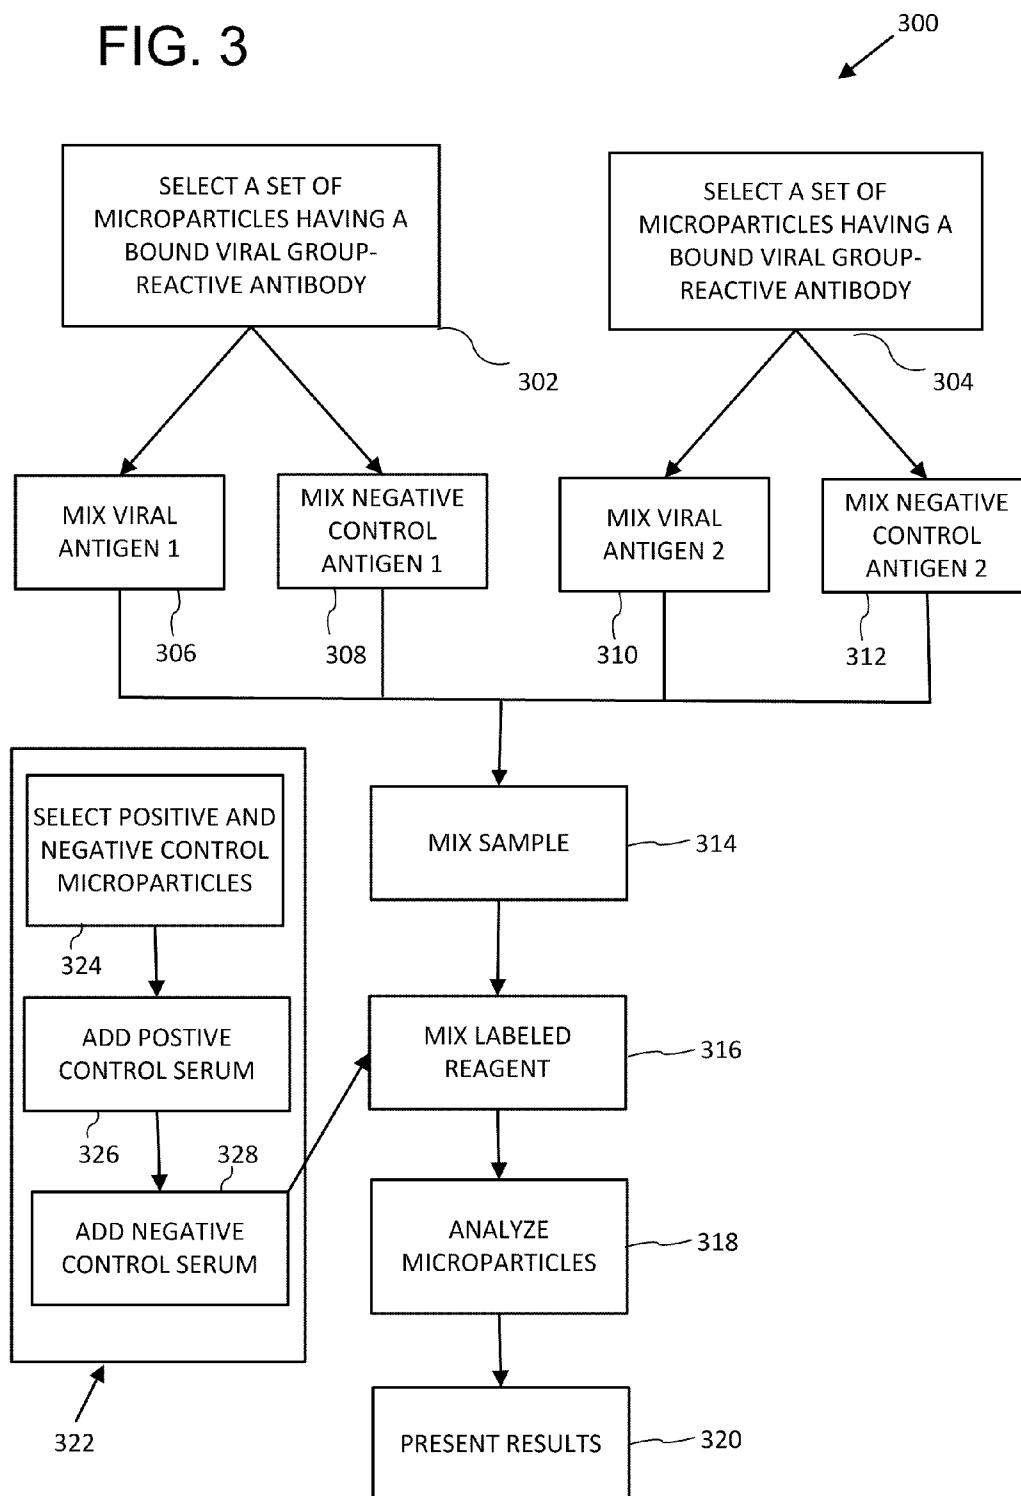 FIG. 3
300
SELECT A SET OF
MICROPARTICLES HAVING A
BOUND VIRAL GROUP-
REACTIVE ANTIBODY
302
SELECT A SET OF
MICROPARTICLES HAVING A
BOUND VIRAL GROUP-
REACTIVE ANTIBODY
304
MIX VIRAL
ANTIGEN 1
306
MIX NEGATIVE
CONTROL
ANTIGEN 1
308
MIX VIRAL
ANTIGEN 2
310
MIX NEGATIVE
CONTROL
ANTIGEN 2
312
MIX SAMPLE
314
SELECT POSITIVE AND
NEGATIVE CONTROL
MICROPARTICLES
324
ADD POSTIVE
CONTROL SERUM
326
328
ADD NEGATIVE
CONTROL SERUM
322
MIX LABELED
REAGENT
316
ANALYZE
MICROPARTICLES
318
PRESENT RESULTS
320